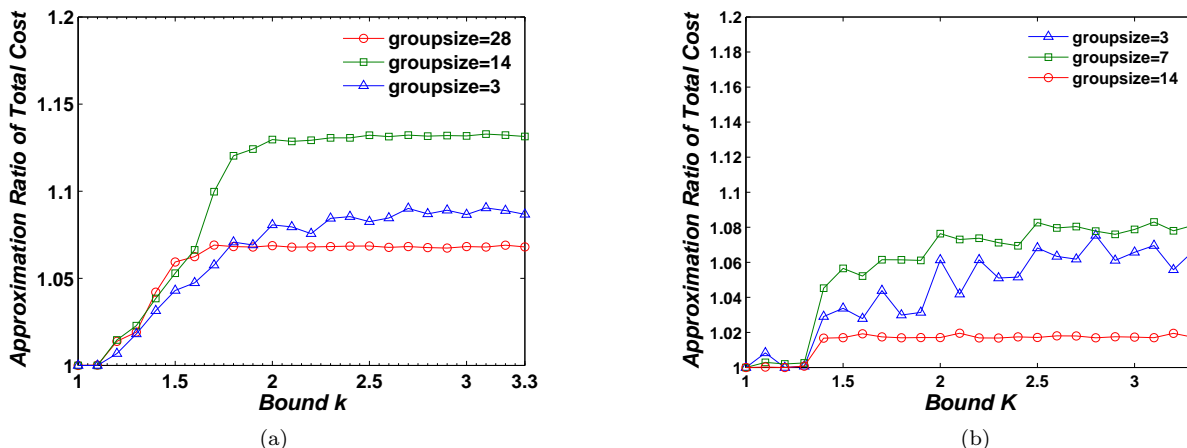 1.2
1.15
1.1
1.05
1
1
1.5
2
2.5
3
3.3
Approximation Ratio of Total Cost
Bound k
groupsize=28
groupsize=14
groupsize=3
(a)
1.2
1.18
1.16
1.14
1.12
1.1
1.08
1.06
1.04
1.02
1
1
1.5
2
2.5
3
Approximation Ratio of Total Cost
Bound K
groupsize=3
groupsize=7
groupsize=14
(b)